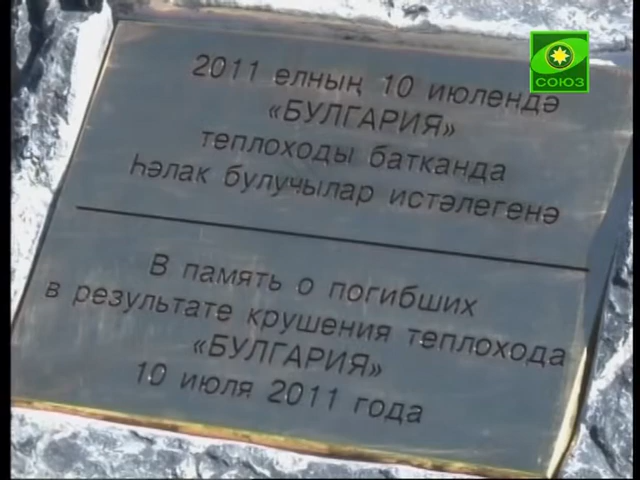 СОЮЗ
2011 елның 10 июлендә
«БУЛГАРИЯ»
теплоходы батканда
һәлак булучылар истәлегенә
В память о погибших
в результате крушения теплохода
«БУЛГАРИЯ»
10 июля 2011 года